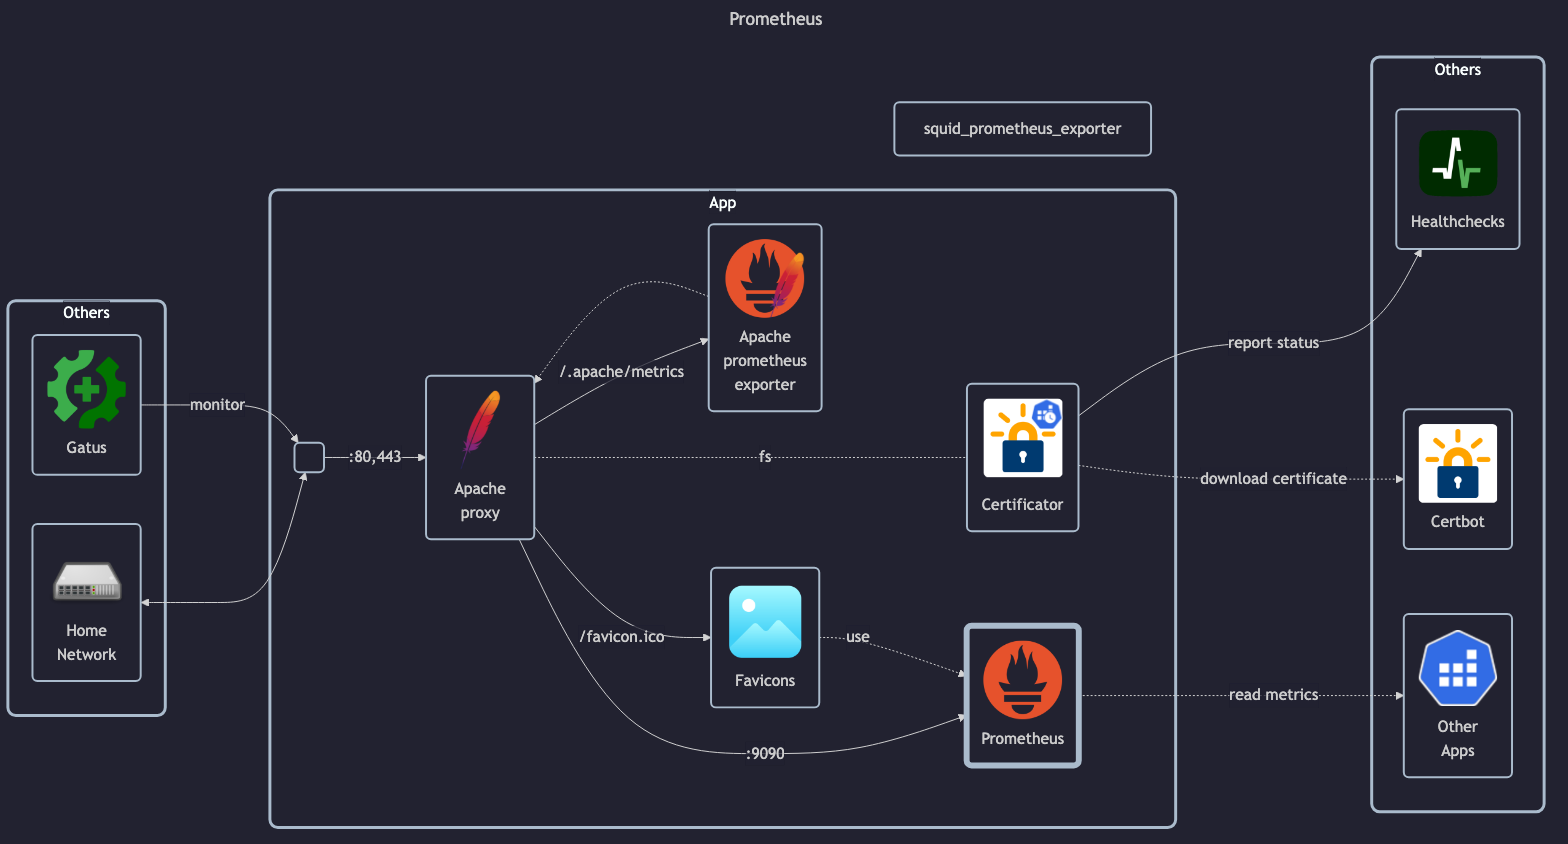 Prometheus
Others
Healthchecks
squid_prometheus_exporter
App
Apache
prometheus
exporter
Others
Gatus
monitor
:80,443
Home
Network
Apache
proxy
/.apache/metrics
fs
Certificator
report status
download certificate
Certbot
/favicon.ico
Favicons
use
:9090
Prometheus
read metrics
Other
Apps